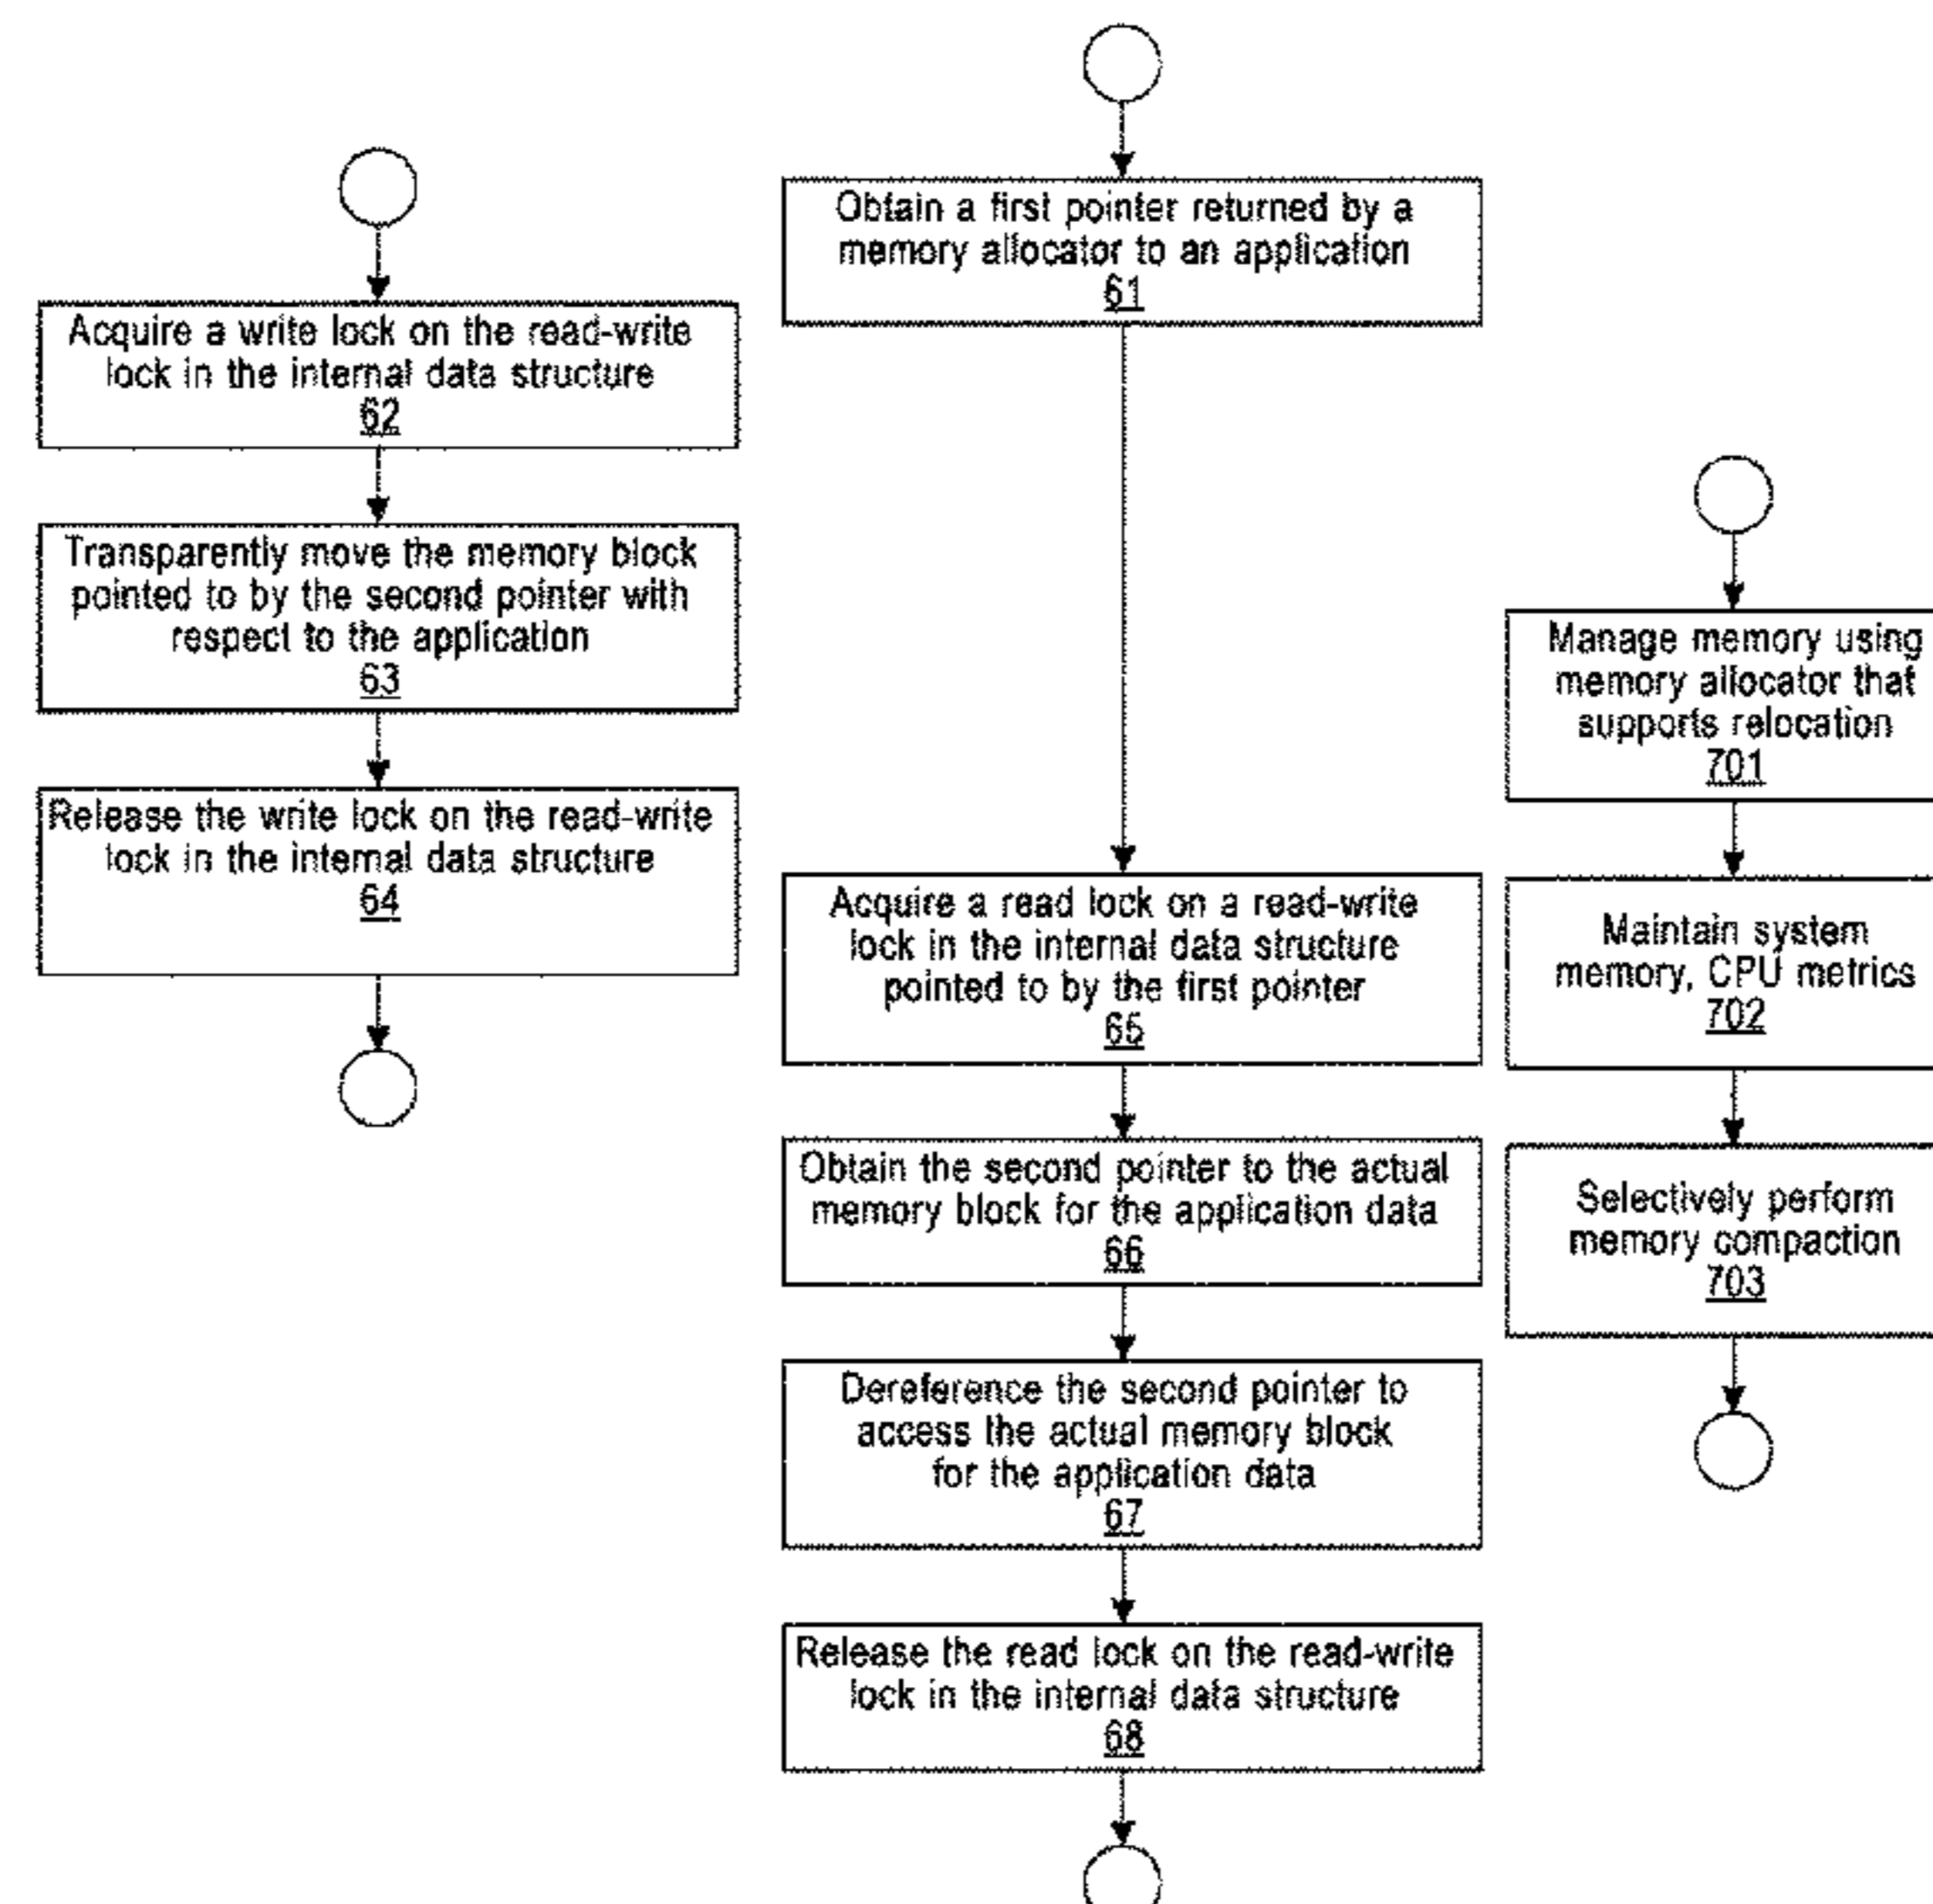 Acquire a write lock on the read-write
lock in the internal data structure
62
Transparently move the memory block
pointed to by the second pointer with
respect to the application
63
Release the write lock on the read-write
lock in the internal data structure
64
Obtain a first pointer returned by a
memory allocator to an application
61
Acquire a read lock on a read-write
lock in the internal data structure
pointed to by the first pointer
65
Obtain the second pointer to the actual
memory block for the application data
66
Dereference the second pointer to
access the actual memory block
for the application data
67
Release the read lock on the read-write
lock in the internal data structure
68
Manage memory using
memory allocator that
supports relocation
701
Maintain system
memory, CPU metrics
702
Selectively perform
memory compaction
703